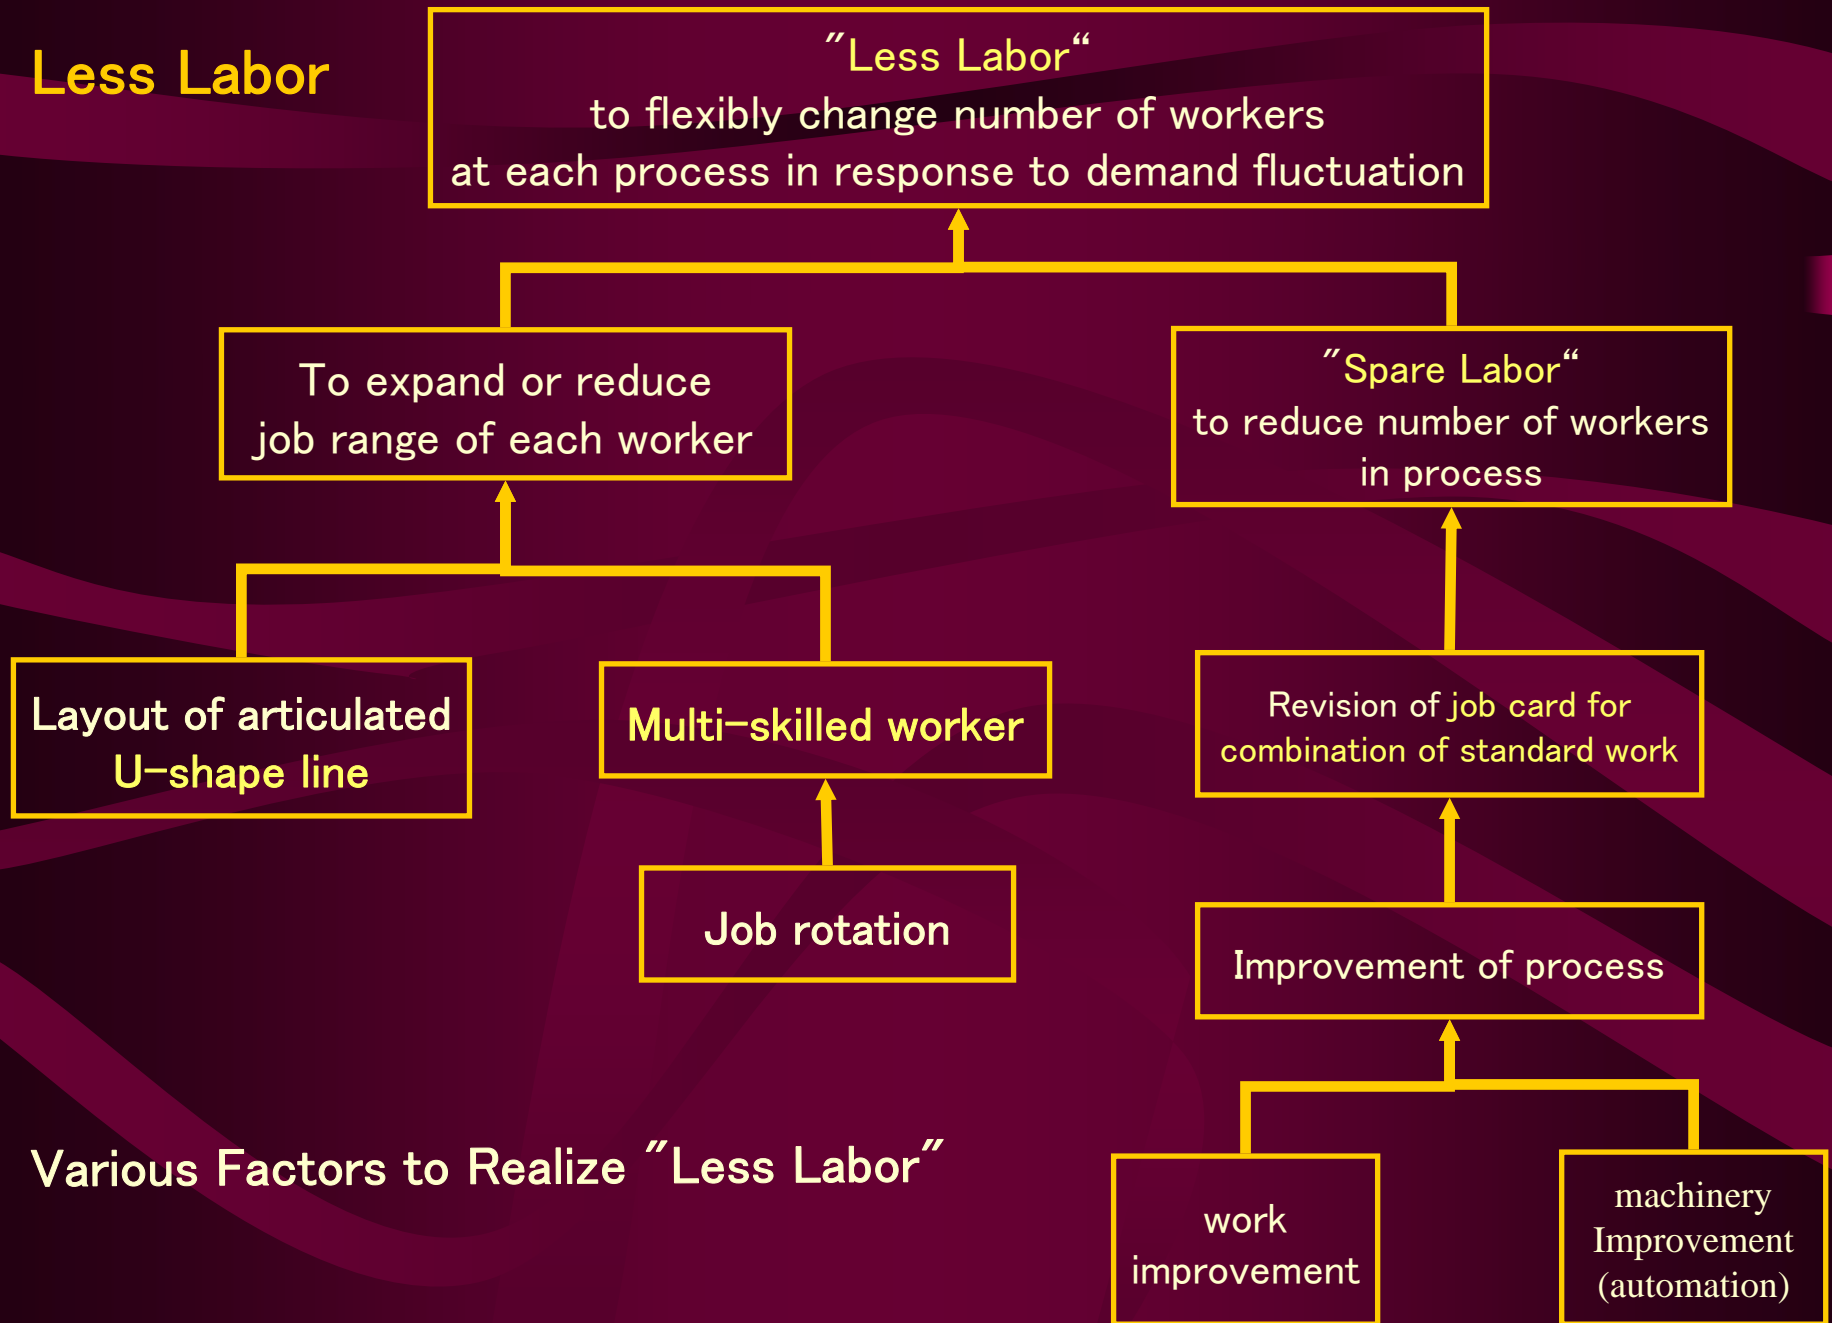 Less Labor
"Less Labor“
to flexibly change number of workers
at each process in response to demand fluctuation
To expand or reduce
job range of each worker
"Spare Labor“
to reduce number of workers
in process
Layout of articulated
U-shape line
Multi-skilled worker
Revision of job card for
combination of standard work
Job rotation
Improvement of process
Various Factors to Realize "Less Labor"
work
improvement
machinery
Improvement
(automation)